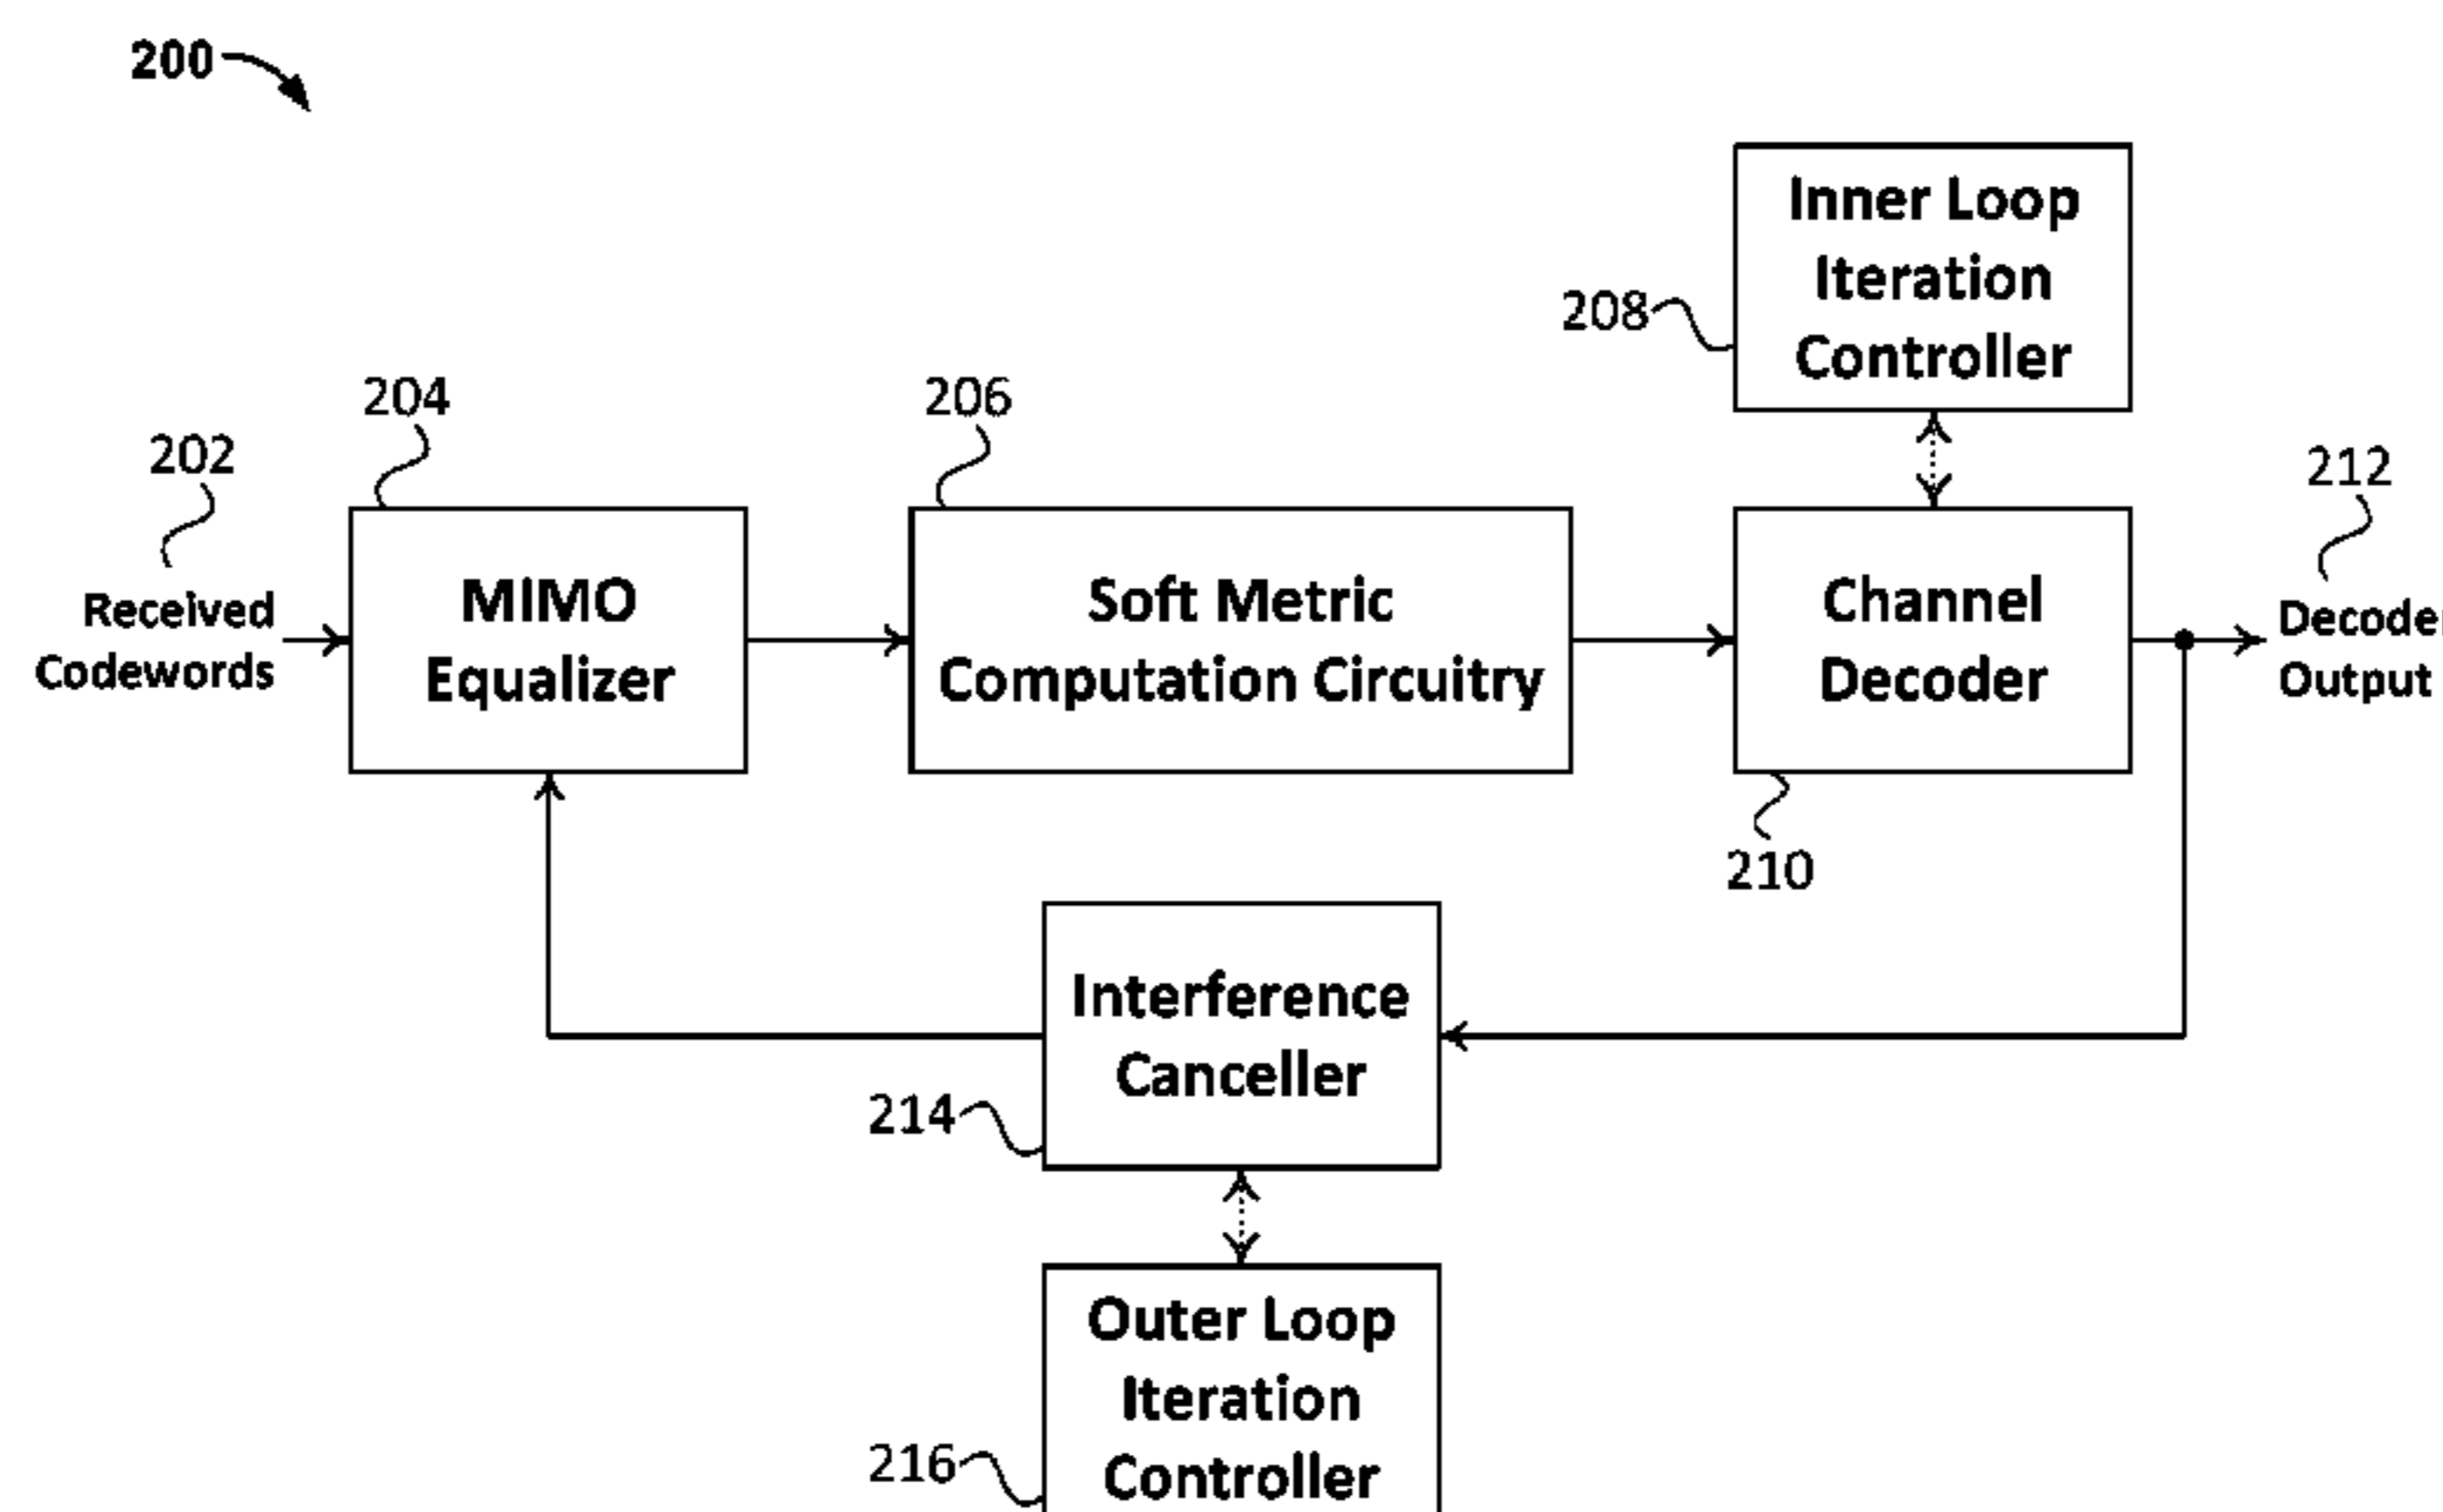 200
Inner Loop
Iteration
Controller
208
204
206
202
212
Received
Codewords
MIMO
Equalizer
Soft Metric
Computation Circuitry
Channel
Decoder
Decoder
Output
210
Interference
Canceller
214
Outer Loop
Iteration
Controller
216